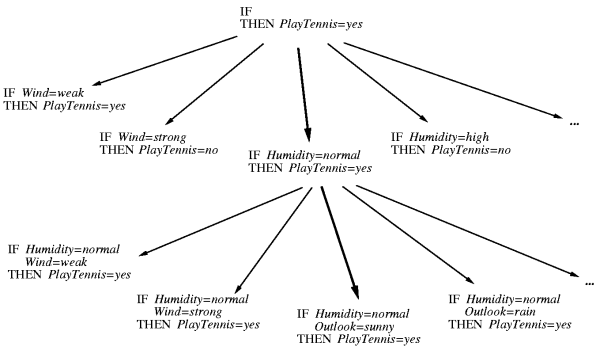 IF
THEN PlayTennis=yes
IF Wind=weak
THEN PlayTennis=yes
IF Wind=strong
THEN PlayTennis=no
IF Humidity=normal
THEN PlayTennis=yes
IF Humidity=high
THEN PlayTennis=no
...
IF Humidity=normal
Wind=weak
THEN PlayTennis=yes
IF Humidity=normal
Wind=strong
THEN PlayTennis=yes
IF Humidity=normal
Outlook=sunny
THEN PlayTennis=yes
IF Humidity=normal
Outlook=rain
THEN PlayTennis=yes
...